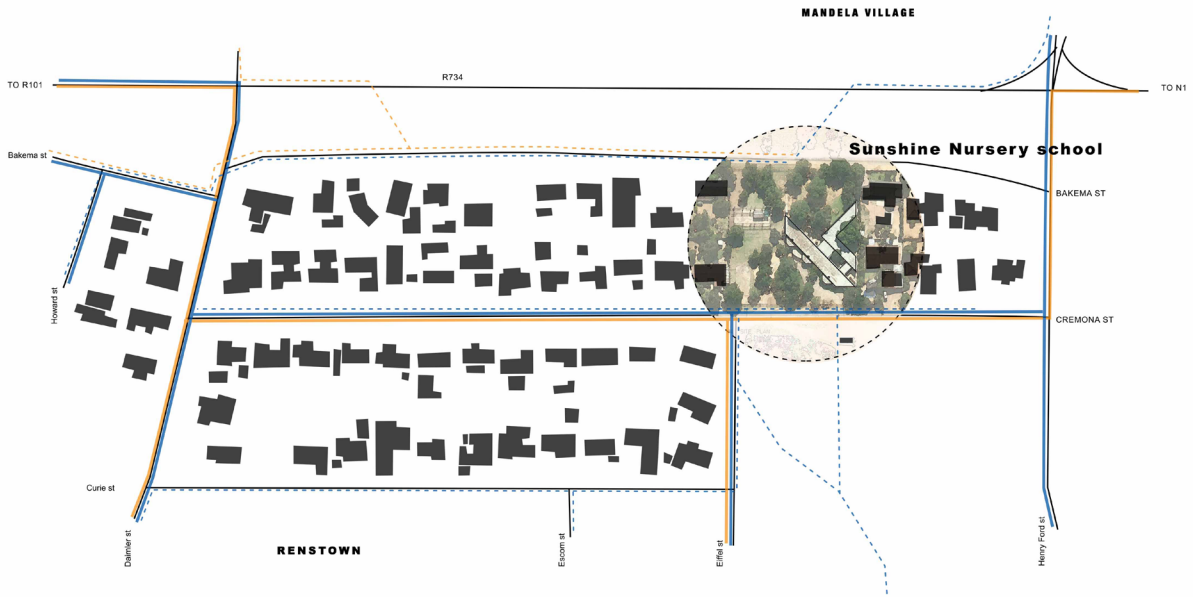 MANDELA VILLAGE
R734
TO R101
TO N1
Sunshine Nursery school
Bakema st
BAKEMA ST
Howard st
CREMONA ST
Curie st
Daimler st
RENSTOWN
Escom st
Eiffel st
Henry Ford st